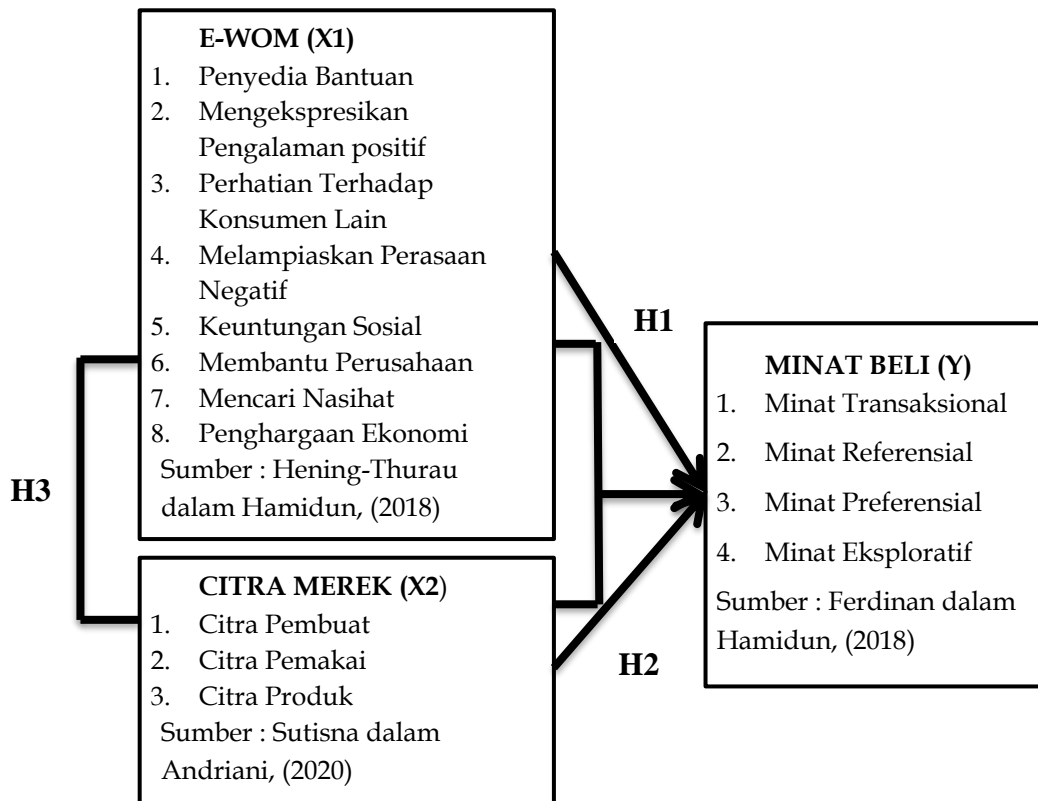 E-WOM (X1)
1. Penyedia Bantuan
2. Mengekspresikan
Pengalaman positif
3. Perhatian Terhadap
Konsumen Lain
4. Melampiaskan Perasaan
Negatif
5. Keuntungan Sosial
6. Membantu Perusahaan
7. Mencari Nasihat
8. Penghargaan Ekonomi
Sumber : Hening-Thurau
dalam Hamidun, (2018)
H3
CITRA MEREK (X2)
1. Citra Pembuat
2. Citra Pemakai
3. Citra Produk
Sumber : Sutisna dalam
Andriani, (2020)
H1
H2
MINAT BELI (Y)
1. Minat Transaksional
2. Minat Referensial
3. Minat Preferensial
4. Minat Eksploratif
Sumber : Ferdinan dalam
Hamidun, (2018)